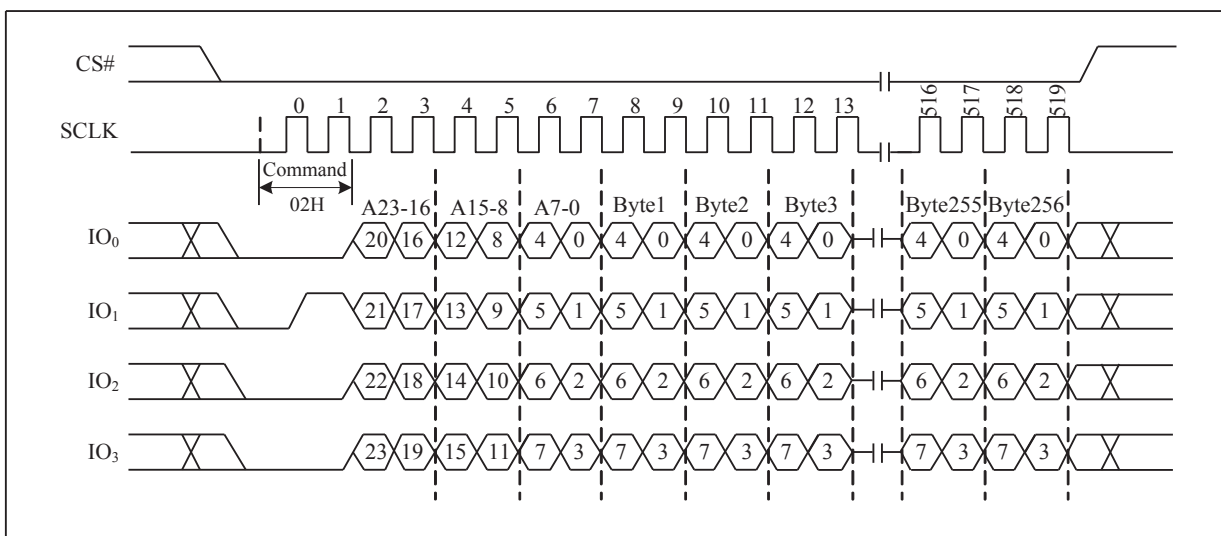 CS#
0 1 2 3 4 5 6 7 8 9 10 11 12 13 516 517 518 519
SCLK
Command
02H
A23-16 A15-8 A7-0 Byte1 Byte2 Byte3 Byte255 Byte256
IO0 20 16 12 8 4 0 4 0 4 0 4 0 4 0 4 0
IO1 21 17 13 9 5 1 5 1 5 1 5 1 5 1 5 1
IO2 22 18 14 10 6 2 6 2 6 2 6 2 6 2 6 2
IO3 23 19 15 11 7 3 7 3 7 3 7 3 7 3 7 3